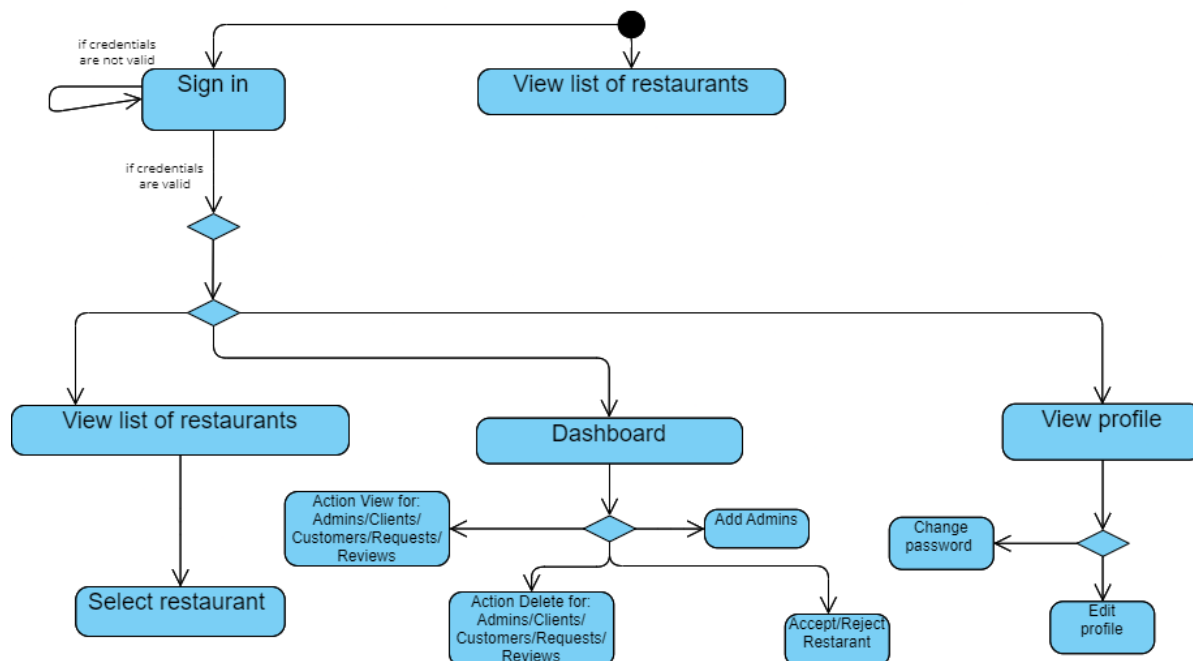 if credentials
are not valid
Sign in
View list of restaurants
if credentials
are valid
View list of restaurants
Dashboard
View profile
Action View for:
Admins/Clients/
Customers/Requests/
Reviews
Add Admins
Change
password
Select restaurant
Action Delete for:
Admins/Clients/
Customers/Requests/
Reviews
Accept/Reject
Restarant
Edit
profile